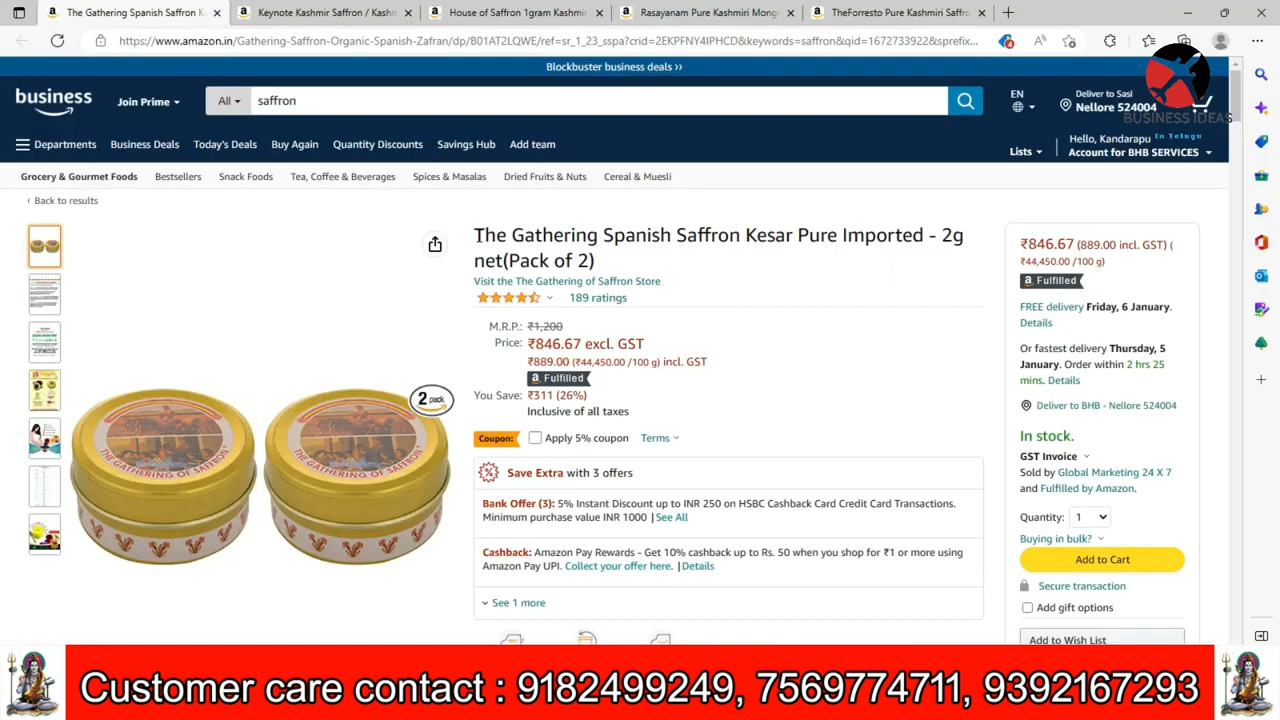 The Gathering Spanish Saffron K
Keynote Kashmir Saffron / Kash
House of Saffron 1gram Kashmir
Rasayanam Pure Kashmiri Mong
TheForresto Pure Kashmiri Saffro
https://www.amazon.in/Gathering-Saffron-Organic-Spanish-Zafran/dp/B01AT2LQWE/ref=sr_1_23_sspa?crid=2EKPFNY4IPHCD&keywords=saffron&qid=1672733922&sprefix...
Blockbuster business deals ››
business
Join Prime
All
saffron
EN
Deliver to Sasi
Nellore 524004
BUSINESS IDEAS
In Telugu
Departments
Business Deals
Today's Deals
Buy Again
Quantity Discounts
Savings Hub
Add team
Lists
Hello, Kandarapu
Account for BHB SERVICES
Grocery & Gourmet Foods
Bestsellers
Snack Foods
Tea, Coffee & Beverages
Spices & Masalas
Dried Fruits & Nuts
Cereal & Muesli
‹ Back to results
The Gathering Spanish Saffron Kesar Pure Imported - 2g
net(Pack of 2)
Visit the The Gathering of Saffron Store
189 ratings
M.R.P.: ₹1,200
Price: ₹846.67 excl. GST
₹889.00 (₹44,450.00 /100 g) incl. GST
Fulfilled
You Save: ₹311 (26%)
Inclusive of all taxes
Coupon: Apply 5% coupon Terms
Save Extra with 3 offers
Bank Offer (3): 5% Instant Discount up to INR 250 on HSBC Cashback Card Credit Card Transactions.
Minimum purchase value INR 1000 | See All
Cashback: Amazon Pay Rewards - Get 10% cashback up to Rs. 50 when you shop for ₹1 or more using
Amazon Pay UPI. Collect your offer here. | Details
See 1 more
2 pack
THE GATHERING OF SAFFRON
THE GATHERING OF SAFFRON
₹846.67 (889.00 incl. GST) (
₹44,450.00 /100 g)
Fulfilled
FREE delivery Friday, 6 January.
Details
Or fastest delivery Thursday, 5
January. Order within 2 hrs 25
mins. Details
Deliver to BHB - Nellore 524004
In stock.
GST Invoice
Sold by Global Marketing 24 X 7
and Fulfilled by Amazon.
Quantity: 1
Buying in bulk?
Add to Cart
Secure transaction
Add gift options
Add to Wish List
Customer care contact : 9182499249, 7569774711, 9392167293